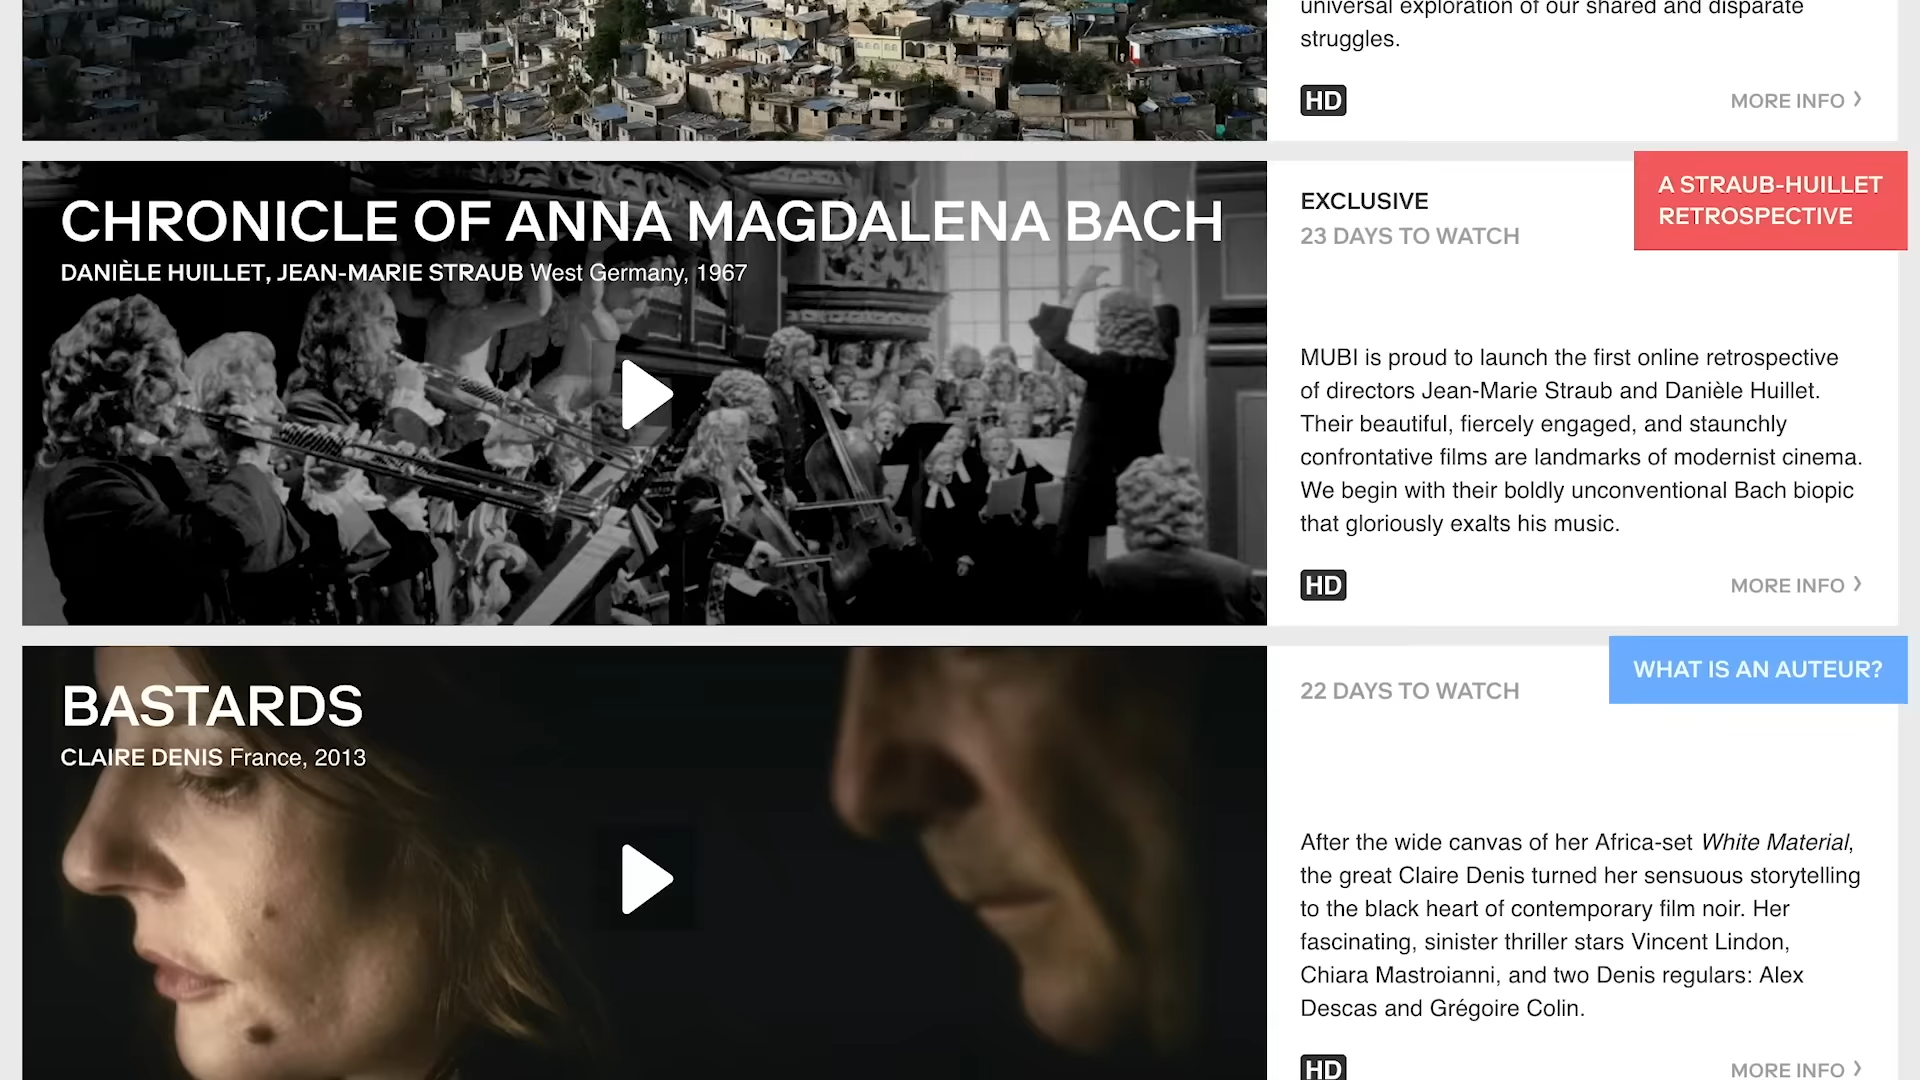 universal exploration of our shared and disparate
struggles.
HD
MORE INFO
CHRONICLE OF ANNA MAGDALENA BACH
DANIÈLE HUILLET, JEAN-MARIE STRAUB West Germany, 1967
EXCLUSIVE
23 DAYS TO WATCH
A STRAUB-HUILLET
RETROSPECTIVE
MUBI is proud to launch the first online retrospective
of directors Jean-Marie Straub and Danièle Huillet.
Their beautiful, fiercely engaged, and staunchly
confrontative films are landmarks of modernist cinema.
We begin with their boldly unconventional Bach biopic
that gloriously exalts his music.
HD
MORE INFO
BASTARDS
CLAIRE DENIS France, 2013
22 DAYS TO WATCH
WHAT IS AN AUTEUR?
After the wide canvas of her Africa-set White Material,
the great Claire Denis turned her sensuous storytelling
to the black heart of contemporary film noir. Her
fascinating, sinister thriller stars Vincent Lindon,
Chiara Mastroianni, and two Denis regulars: Alex
Descas and Grégoire Colin.
HD
MORE INFO